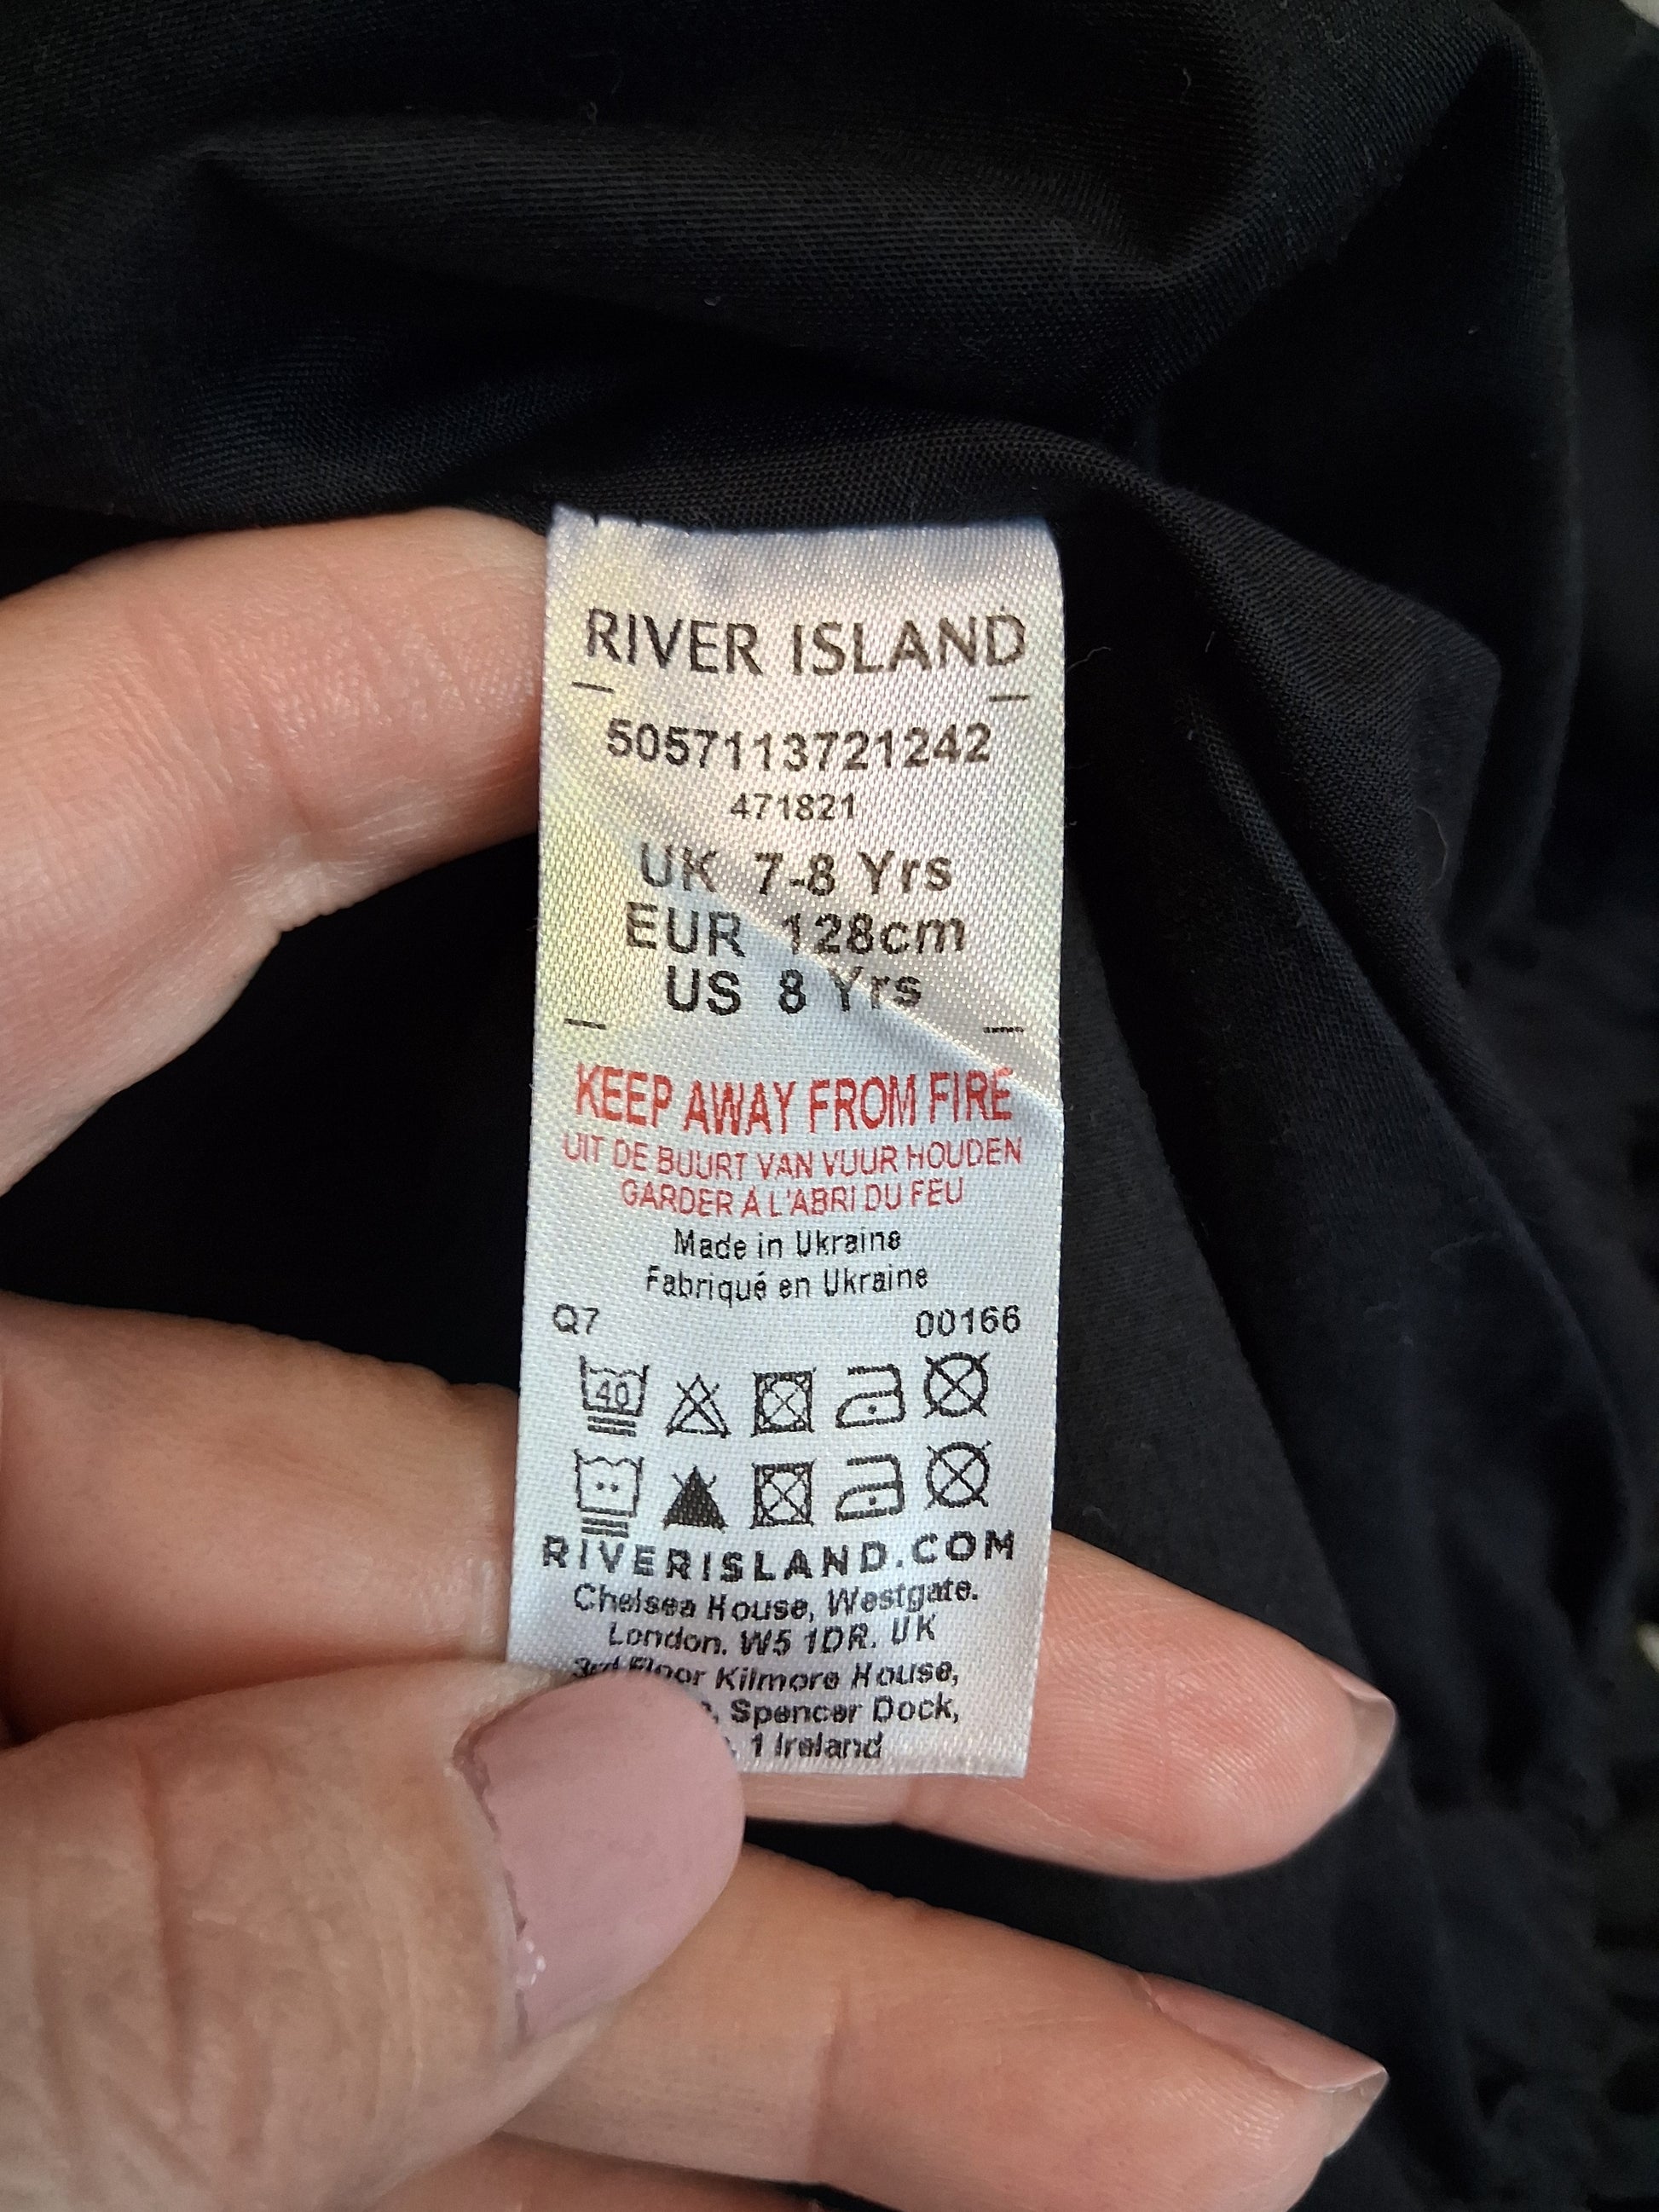 RIVER ISLAND
5057113721242
471821
UK 7-8 Yrs
EUR 128cm
US 8 Yrs
KEEP AWAY FROM FIRE
UIT DE BUURT VAN VUUR HOUDEN
GARDER A L'ABRI DU FEU
Made in Ukraine
Fabriqué en Ukraine
Q7 00166
40
RIVERISLAND.COM
Chelsea House, Westgate.
London. W5 1DR. UK
3rd Floor Kilmore House,
Spencer Dock,
1 Ireland